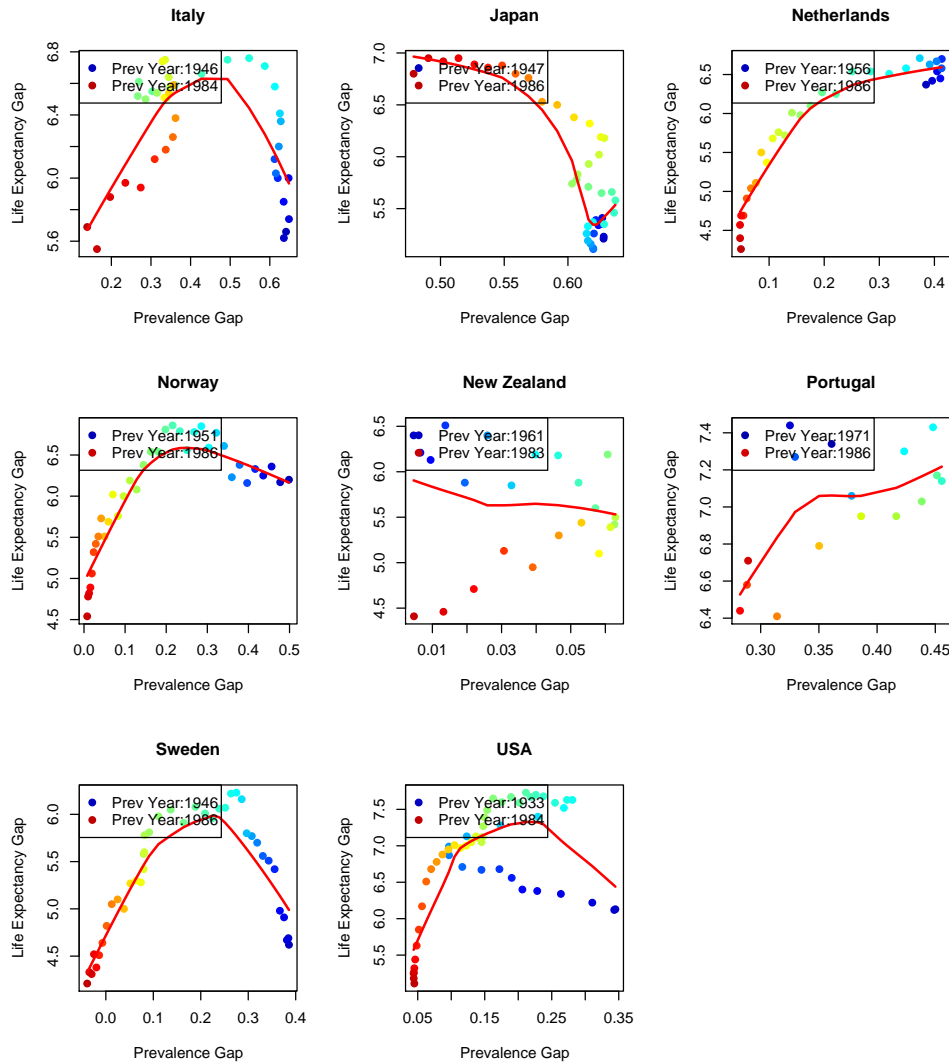 Italy
Prev Year:1946
Prev Year:1984
Life Expectancy Gap
5.6 6.0 6.4 6.8
0.2 0.3 0.4 0.5 0.6
Prevalence Gap
Japan
Prev Year:1947
Prev Year:1986
Life Expectancy Gap
5.5 6.0 6.5 7.0
0.50 0.55 0.60
Prevalence Gap
Netherlands
Prev Year:1956
Prev Year:1986
Life Expectancy Gap
4.5 5.0 5.5 6.0 6.5
0.1 0.2 0.3 0.4
Prevalence Gap
Norway
Prev Year:1951
Prev Year:1986
Life Expectancy Gap
4.5 5.0 5.5 6.0 6.5
0.0 0.1 0.2 0.3 0.4 0.5
Prevalence Gap
New Zealand
Prev Year:1961
Prev Year:1983
Life Expectancy Gap
4.5 5.0 5.5 6.0 6.5
0.01 0.03 0.05
Prevalence Gap
Portugal
Prev Year:1971
Prev Year:1986
Life Expectancy Gap
6.4 6.6 6.8 7.0 7.2 7.4
0.30 0.35 0.40 0.45
Prevalence Gap
Sweden
Prev Year:1946
Prev Year:1986
Life Expectancy Gap
4.5 5.0 5.5 6.0
0.0 0.1 0.2 0.3 0.4
Prevalence Gap
USA
Prev Year:1933
Prev Year:1984
Life Expectancy Gap
5.5 6.0 6.5 7.0 7.5
0.05 0.15 0.25 0.35
Prevalence Gap